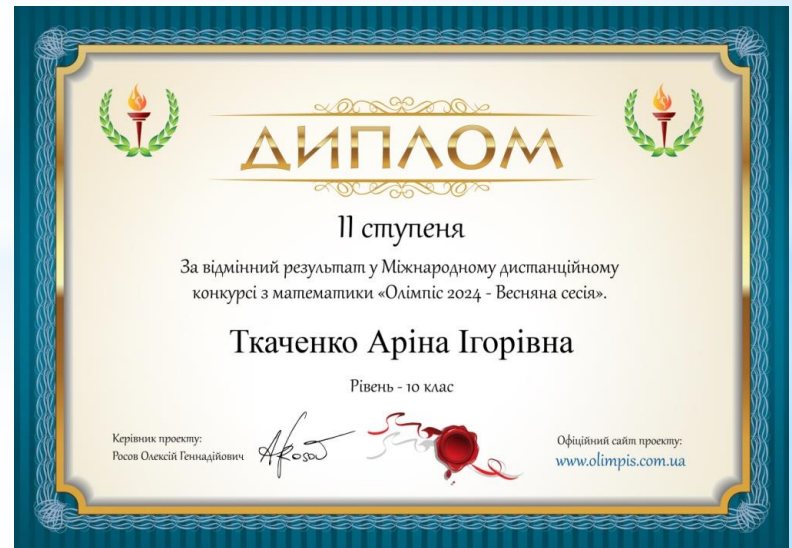 ДИПЛОМ
II ступеня
За відмінний результат у Міжнародному дистанційному
конкурсі з математики «Олімпіс 2024 - Весняна сесія».
Ткаченко Аріна Ігорівна
Рівень - 10 клас
Керівник проекту:
Росов Олексій Геннадійович
Офіційний сайт проекту:
www.olimpis.com.ua